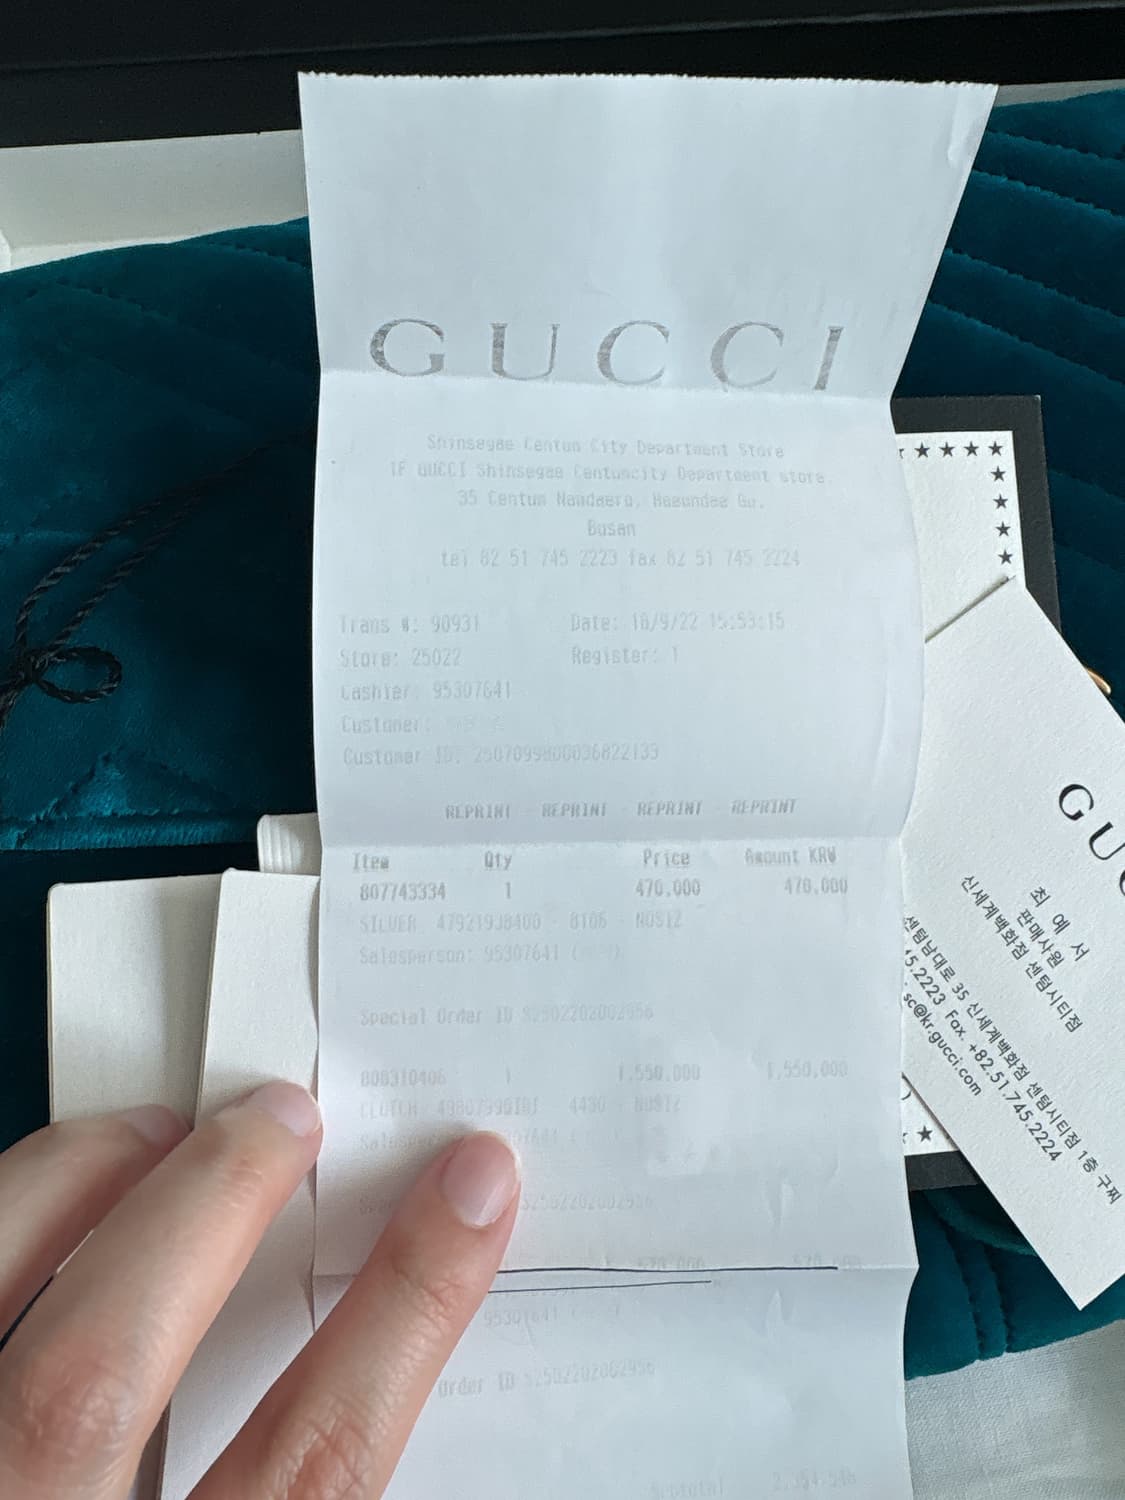 GUCCI
Shinsegae Centum City Department Store
TF GUCCI Shinsegae Centumcity Department store.
35 Centum Namdaero, Haeundae Gu.
Busan
tel 82 51 745 2223 fax 82 51 745 2224
Trans #: 90931 Date: 10/9/22 15:53:15
Store: 25022 Register: 1
Cashier: 95307641
Customer:
Customer ID:
REPRINT - REPRINT - REPRINT - REPRINT
Item Qty Price Amount KRW
807743334 1 470,000 470,000
SILVER 479219J8400 - 8106 - NOSIZ
Salesperson: 95307641
Special Order ID
808310406 1 1,550,000 1,550,000
CLUTCH 4430 - NOSIZ
570,000
95307641
Order ID S2502202002956
Subtotal
GUC
최예서
판매사원
신세계백화점 센텀시티점
센텀남대로 35 신세계백화점 센텀시티점 1층 구찌
45.2223 Fax. +82.51.745.2224
sc@kr.gucci.com